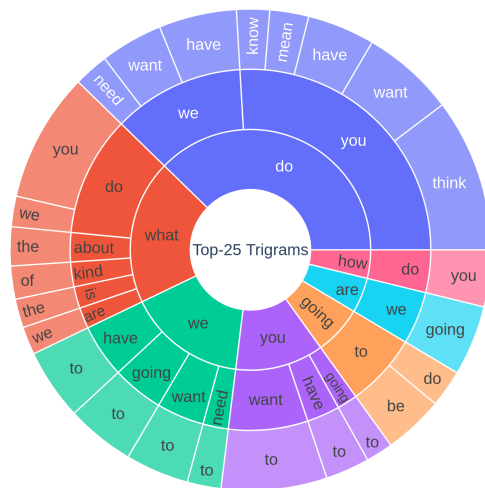 know
mean
have
have
want
want
need
we
you
you
do
think
do
what
we
the
about
Top-25 Trigrams
how
do
you
of
kind
the
is
are
we
are
we
going
going
to
we
you
have
going
want
need
want
have
going
do
be
to
to
to
to
to
to
to